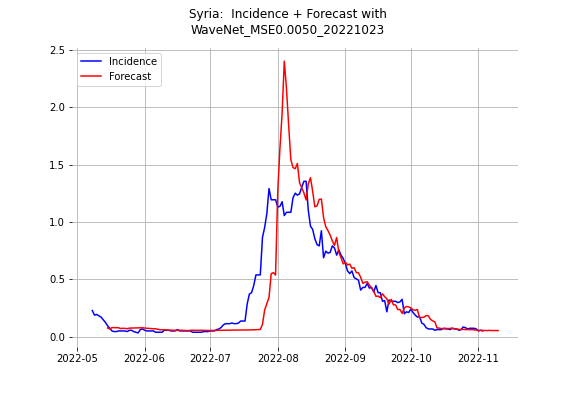 Syria:  Incidence + Forecast with
WaveNet_MSE0.0050_20221023
2.5
2.0
1.5
1.0
0.5
0.0
Incidence
Forecast
2022-05 2022-06 2022-07 2022-08 2022-09 2022-10 2022-11